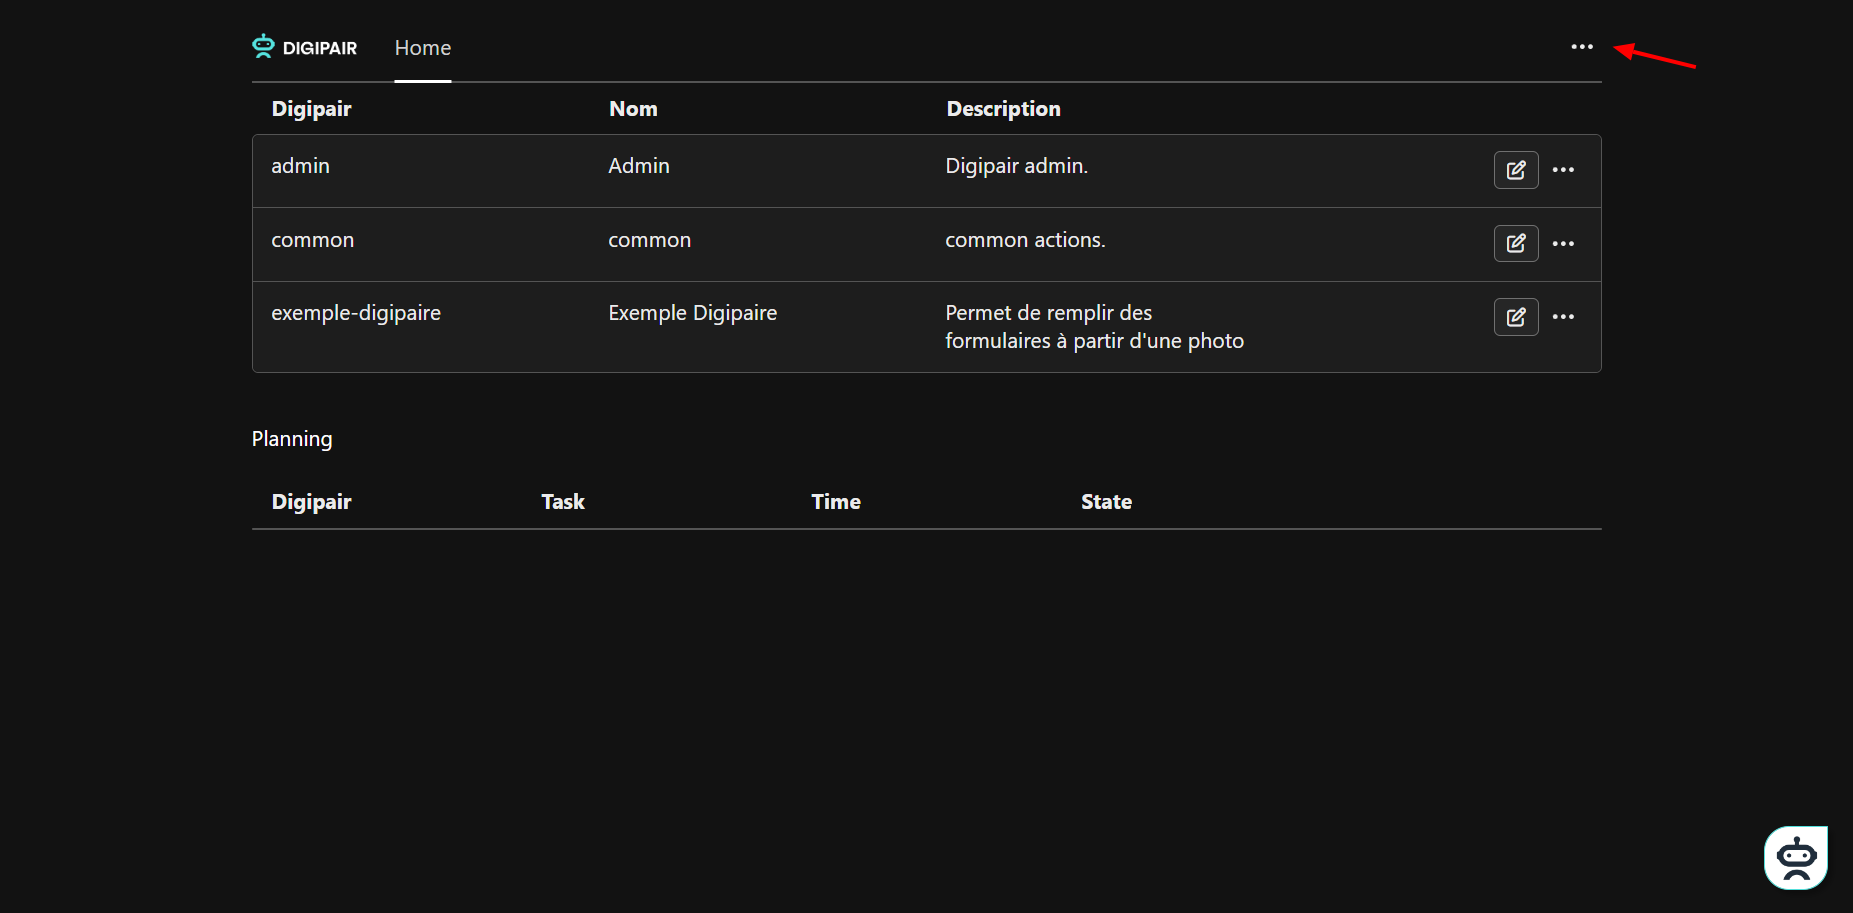 DIGIPAIR Home
Digipair Nom Description
admin Admin Digipair admin.
common common common actions.
exemple-digipaire Exemple Digipaire Permet de remplir des
formulaires à partir d'une photo
Planning
Digipair Task Time State